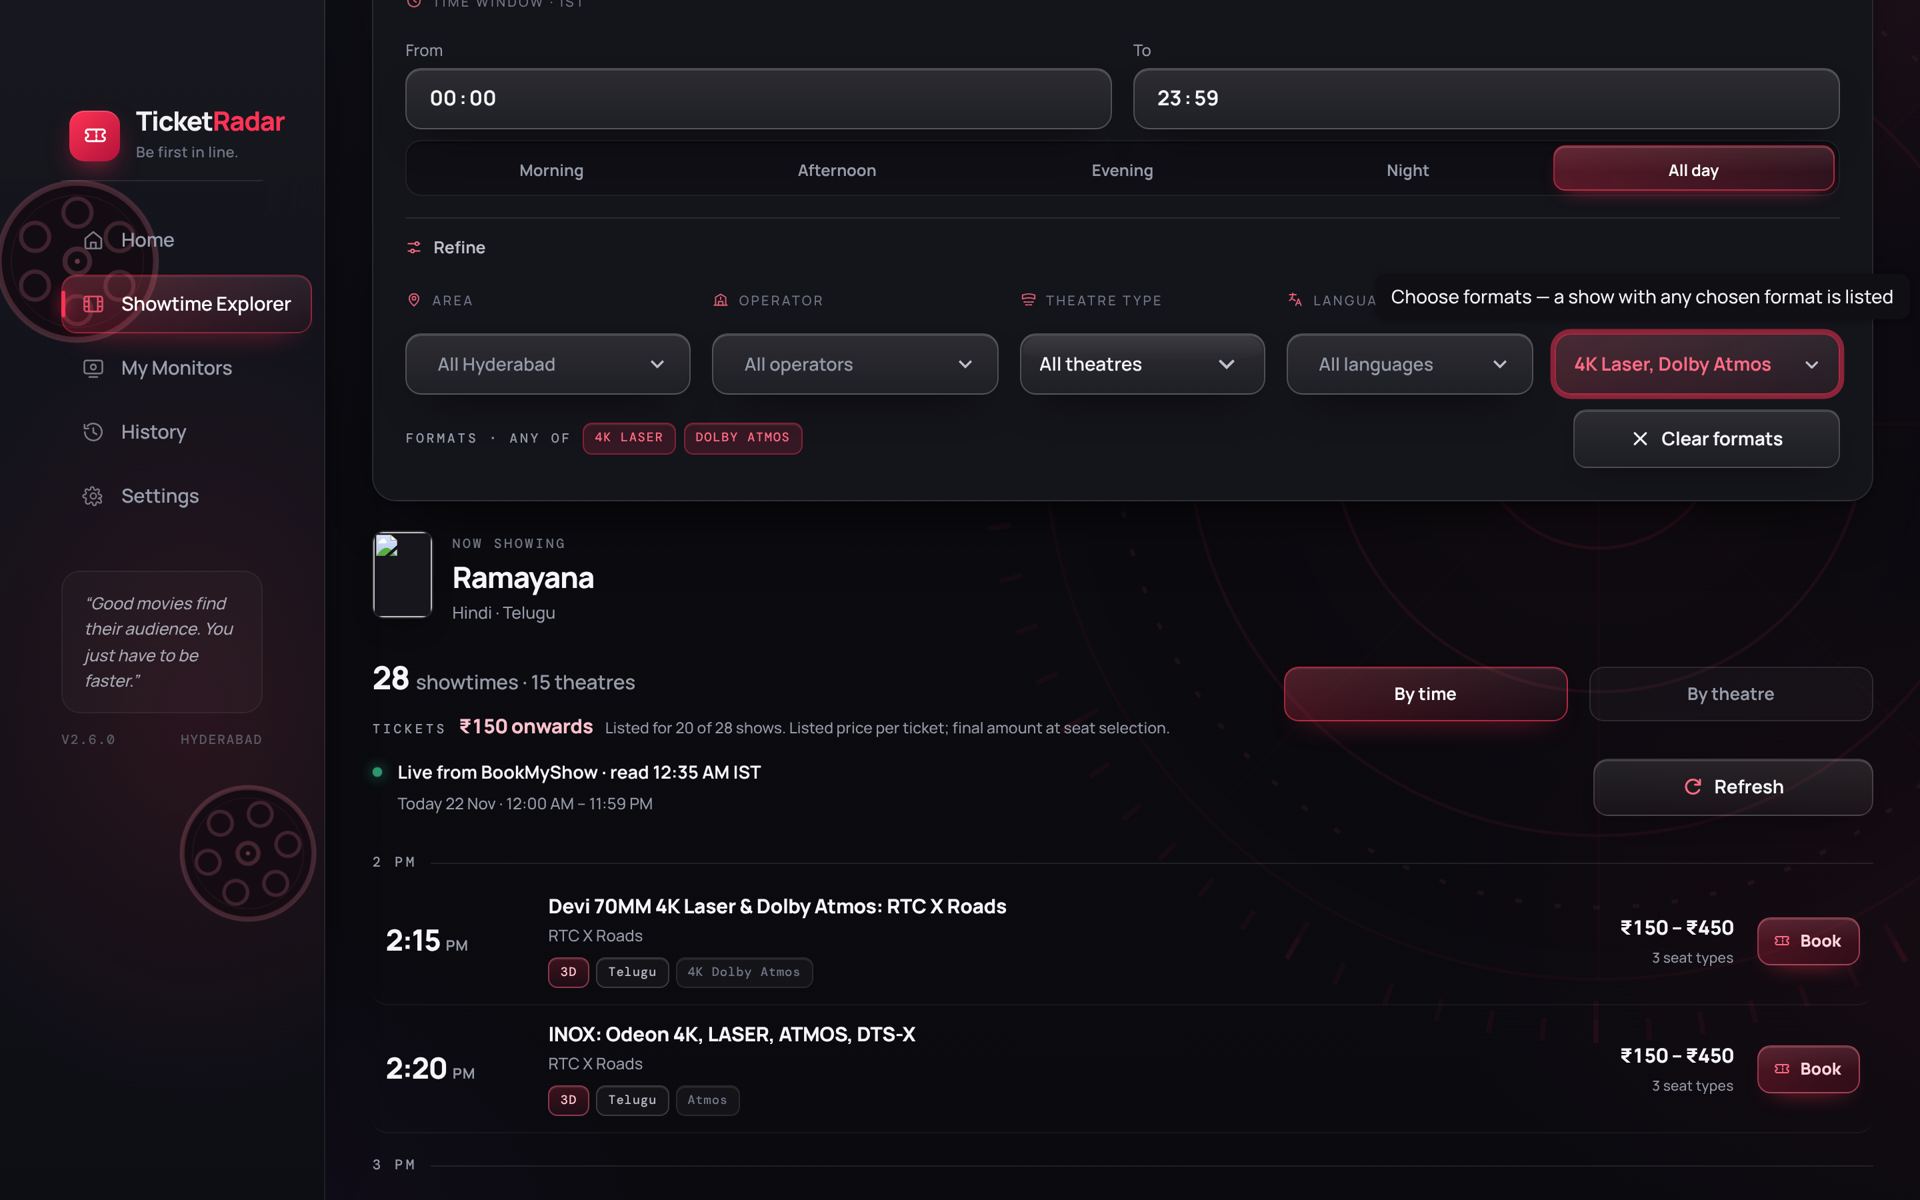 TIME WINDOW · IST
From
To
00:00
23:59
Morning
Afternoon
Evening
Night
All day
TicketRadar
Be first in line.
Home
Showtime Explorer
My Monitors
History
Settings
“Good movies find
their audience. You
just have to be
faster.”
V2.6.0
HYDERABAD
Refine
AREA
OPERATOR
THEATRE TYPE
LANGUA
Choose formats — a show with any chosen format is listed
All Hyderabad
All operators
All theatres
All languages
4K Laser, Dolby Atmos
FORMATS · ANY OF
4K LASER
DOLBY ATMOS
Clear formats
NOW SHOWING
Ramayana
Hindi · Telugu
28 showtimes · 15 theatres
By time
By theatre
TICKETS ₹150 onwards Listed for 20 of 28 shows. Listed price per ticket; final amount at seat selection.
Live from BookMyShow · read 12:35 AM IST
Today 22 Nov · 12:00 AM – 11:59 PM
Refresh
2 PM
2:15 PM
Devi 70MM 4K Laser & Dolby Atmos: RTC X Roads
RTC X Roads
3D
Telugu
4K Dolby Atmos
₹150 – ₹450
3 seat types
Book
2:20 PM
INOX: Odeon 4K, LASER, ATMOS, DTS-X
RTC X Roads
3D
Telugu
Atmos
₹150 – ₹450
3 seat types
Book
3 PM